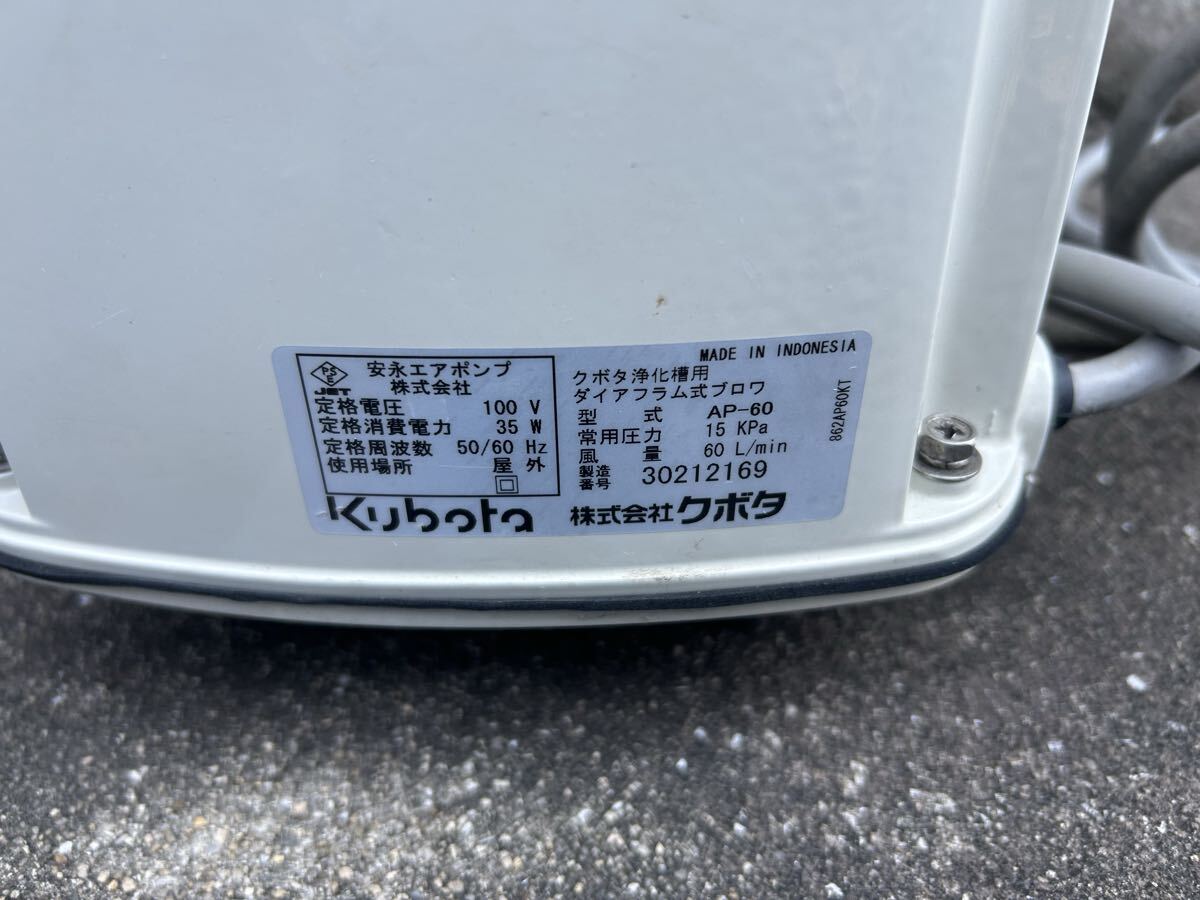 PS
E
JET
安永エアポンプ
株式会社
定格電圧 100 V
定格消費電力 35 W
定格周波数 50/60 Hz
使用場所 屋外
Kubota
MADE IN INDONESIA
クボタ浄化槽用
ダイアフラム式ブロワ
型式 AP-60
常用圧力 15 KPa
風量 60 L/min
製造
番号 30212169
株式会社クボタ
862AP60KT